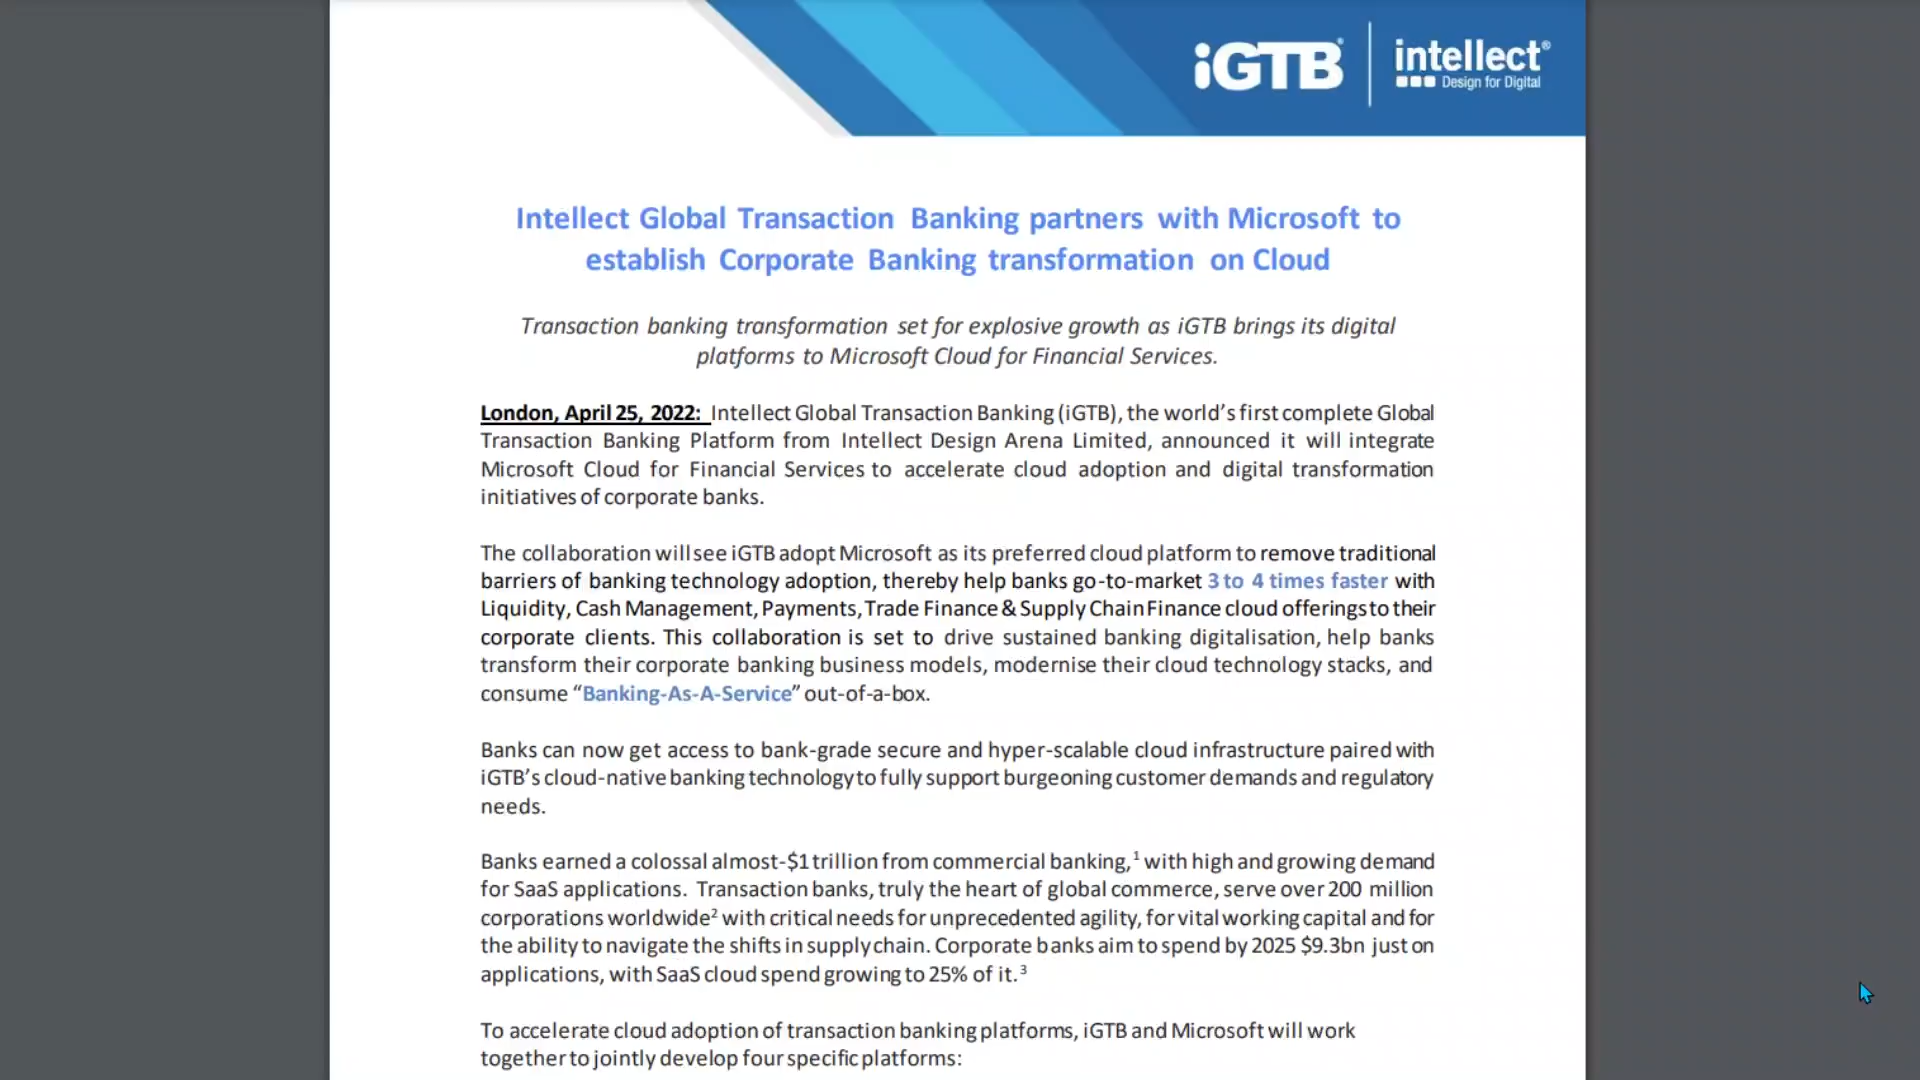 iGTB®
intellect®
Design for Digital
Intellect Global Transaction Banking partners with Microsoft to
establish Corporate Banking transformation on Cloud
Transaction banking transformation set for explosive growth as iGTB brings its digital
platforms to Microsoft Cloud for Financial Services.
London, April 25, 2022: Intellect Global Transaction Banking (iGTB), the world’s first complete Global
Transaction Banking Platform from Intellect Design Arena Limited, announced it will integrate
Microsoft Cloud for Financial Services to accelerate cloud adoption and digital transformation
initiatives of corporate banks.
The collaboration will see iGTB adopt Microsoft as its preferred cloud platform to remove traditional
barriers of banking technology adoption, thereby help banks go-to-market 3 to 4 times faster with
Liquidity, Cash Management, Payments, Trade Finance & Supply Chain Finance cloud offerings to their
corporate clients. This collaboration is set to drive sustained banking digitalisation, help banks
transform their corporate banking business models, modernise their cloud technology stacks, and
consume “Banking-As-A-Service” out-of-a-box.
Banks can now get access to bank-grade secure and hyper-scalable cloud infrastructure paired with
iGTB’s cloud-native banking technology to fully support burgeoning customer demands and regulatory
needs.
Banks earned a colossal almost-$1 trillion from commercial banking,¹ with high and growing demand
for SaaS applications. Transaction banks, truly the heart of global commerce, serve over 200 million
corporations worldwide² with critical needs for unprecedented agility, for vital working capital and for
the ability to navigate the shifts in supply chain. Corporate banks aim to spend by 2025 $9.3bn just on
applications, with SaaS cloud spend growing to 25% of it.³
To accelerate cloud adoption of transaction banking platforms, iGTB and Microsoft will work
together to jointly develop four specific platforms: